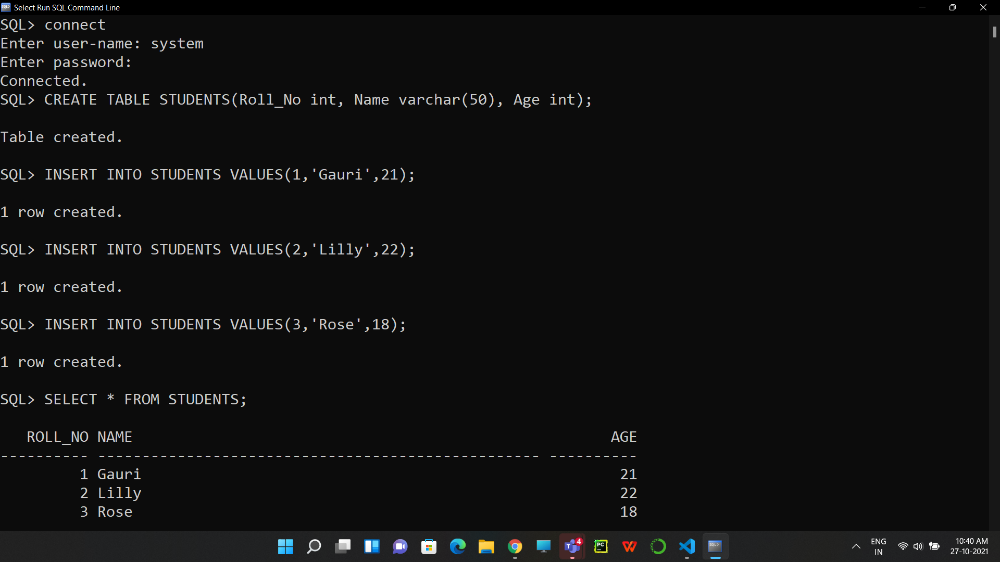 Select Run SQL Command Line
SQL> connect
Enter user-name: system
Enter password:
Connected.
SQL> CREATE TABLE STUDENTS(Roll_No int, Name varchar(50), Age int);
Table created.
SQL> INSERT INTO STUDENTS VALUES(1,'Gauri',21);
1 row created.
SQL> INSERT INTO STUDENTS VALUES(2,'Lilly',22);
1 row created.
SQL> INSERT INTO STUDENTS VALUES(3,'Rose',18);
1 row created.
SQL> SELECT * FROM STUDENTS;
ROLL_NO NAME AGE
---------- -------------------------------------------------- ----------
1 Gauri 21
2 Lilly 22
3 Rose 18
T 4 PC ENG 10:40 AM
IN 27-10-2021